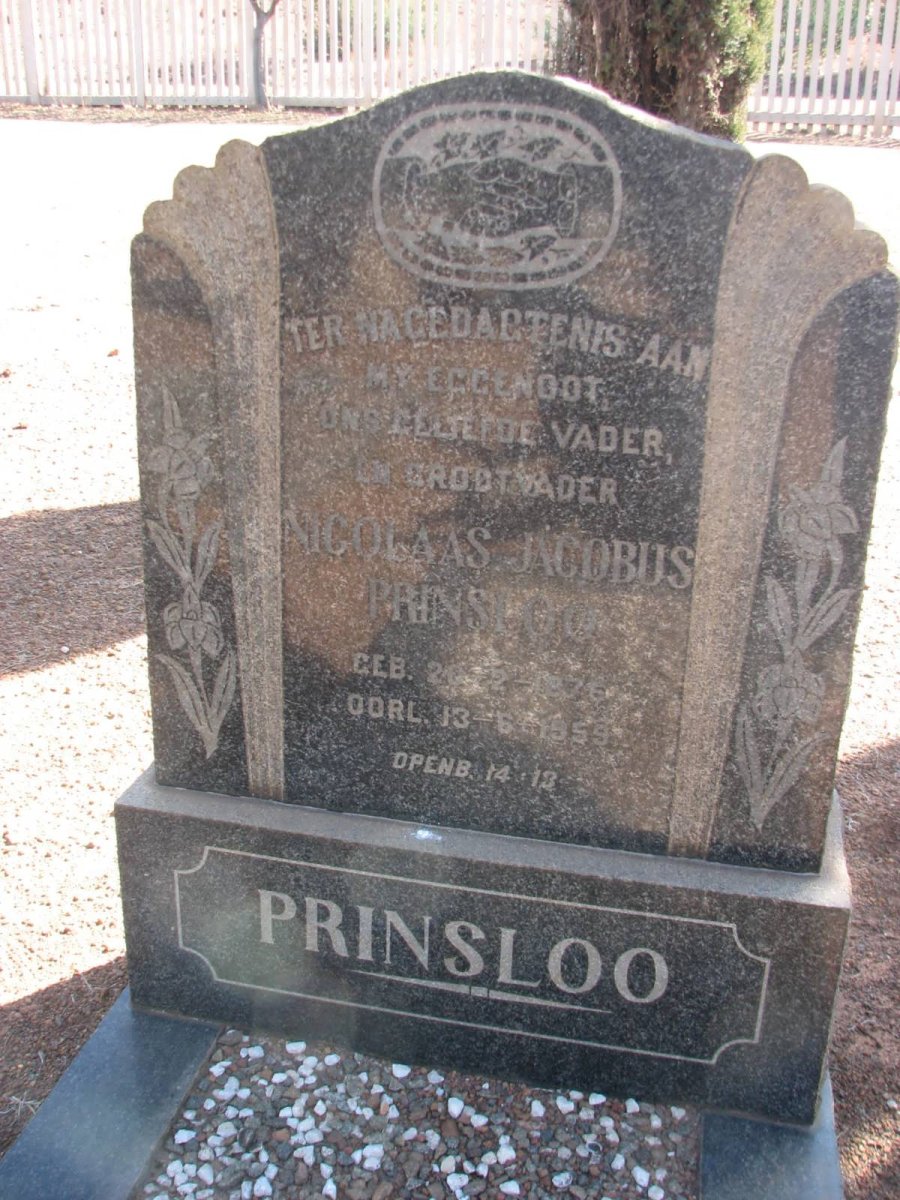 TER NAGEDAGTENIS AAN
MY EGGENOOT,
ONS GELIEFDE VADER,
EN GROOTVADER
NICOLAAS JACOBUS
PRINSLOO
GEB.
OORL. 13-6-1959
OPENB. 14-13
PRINSLOO